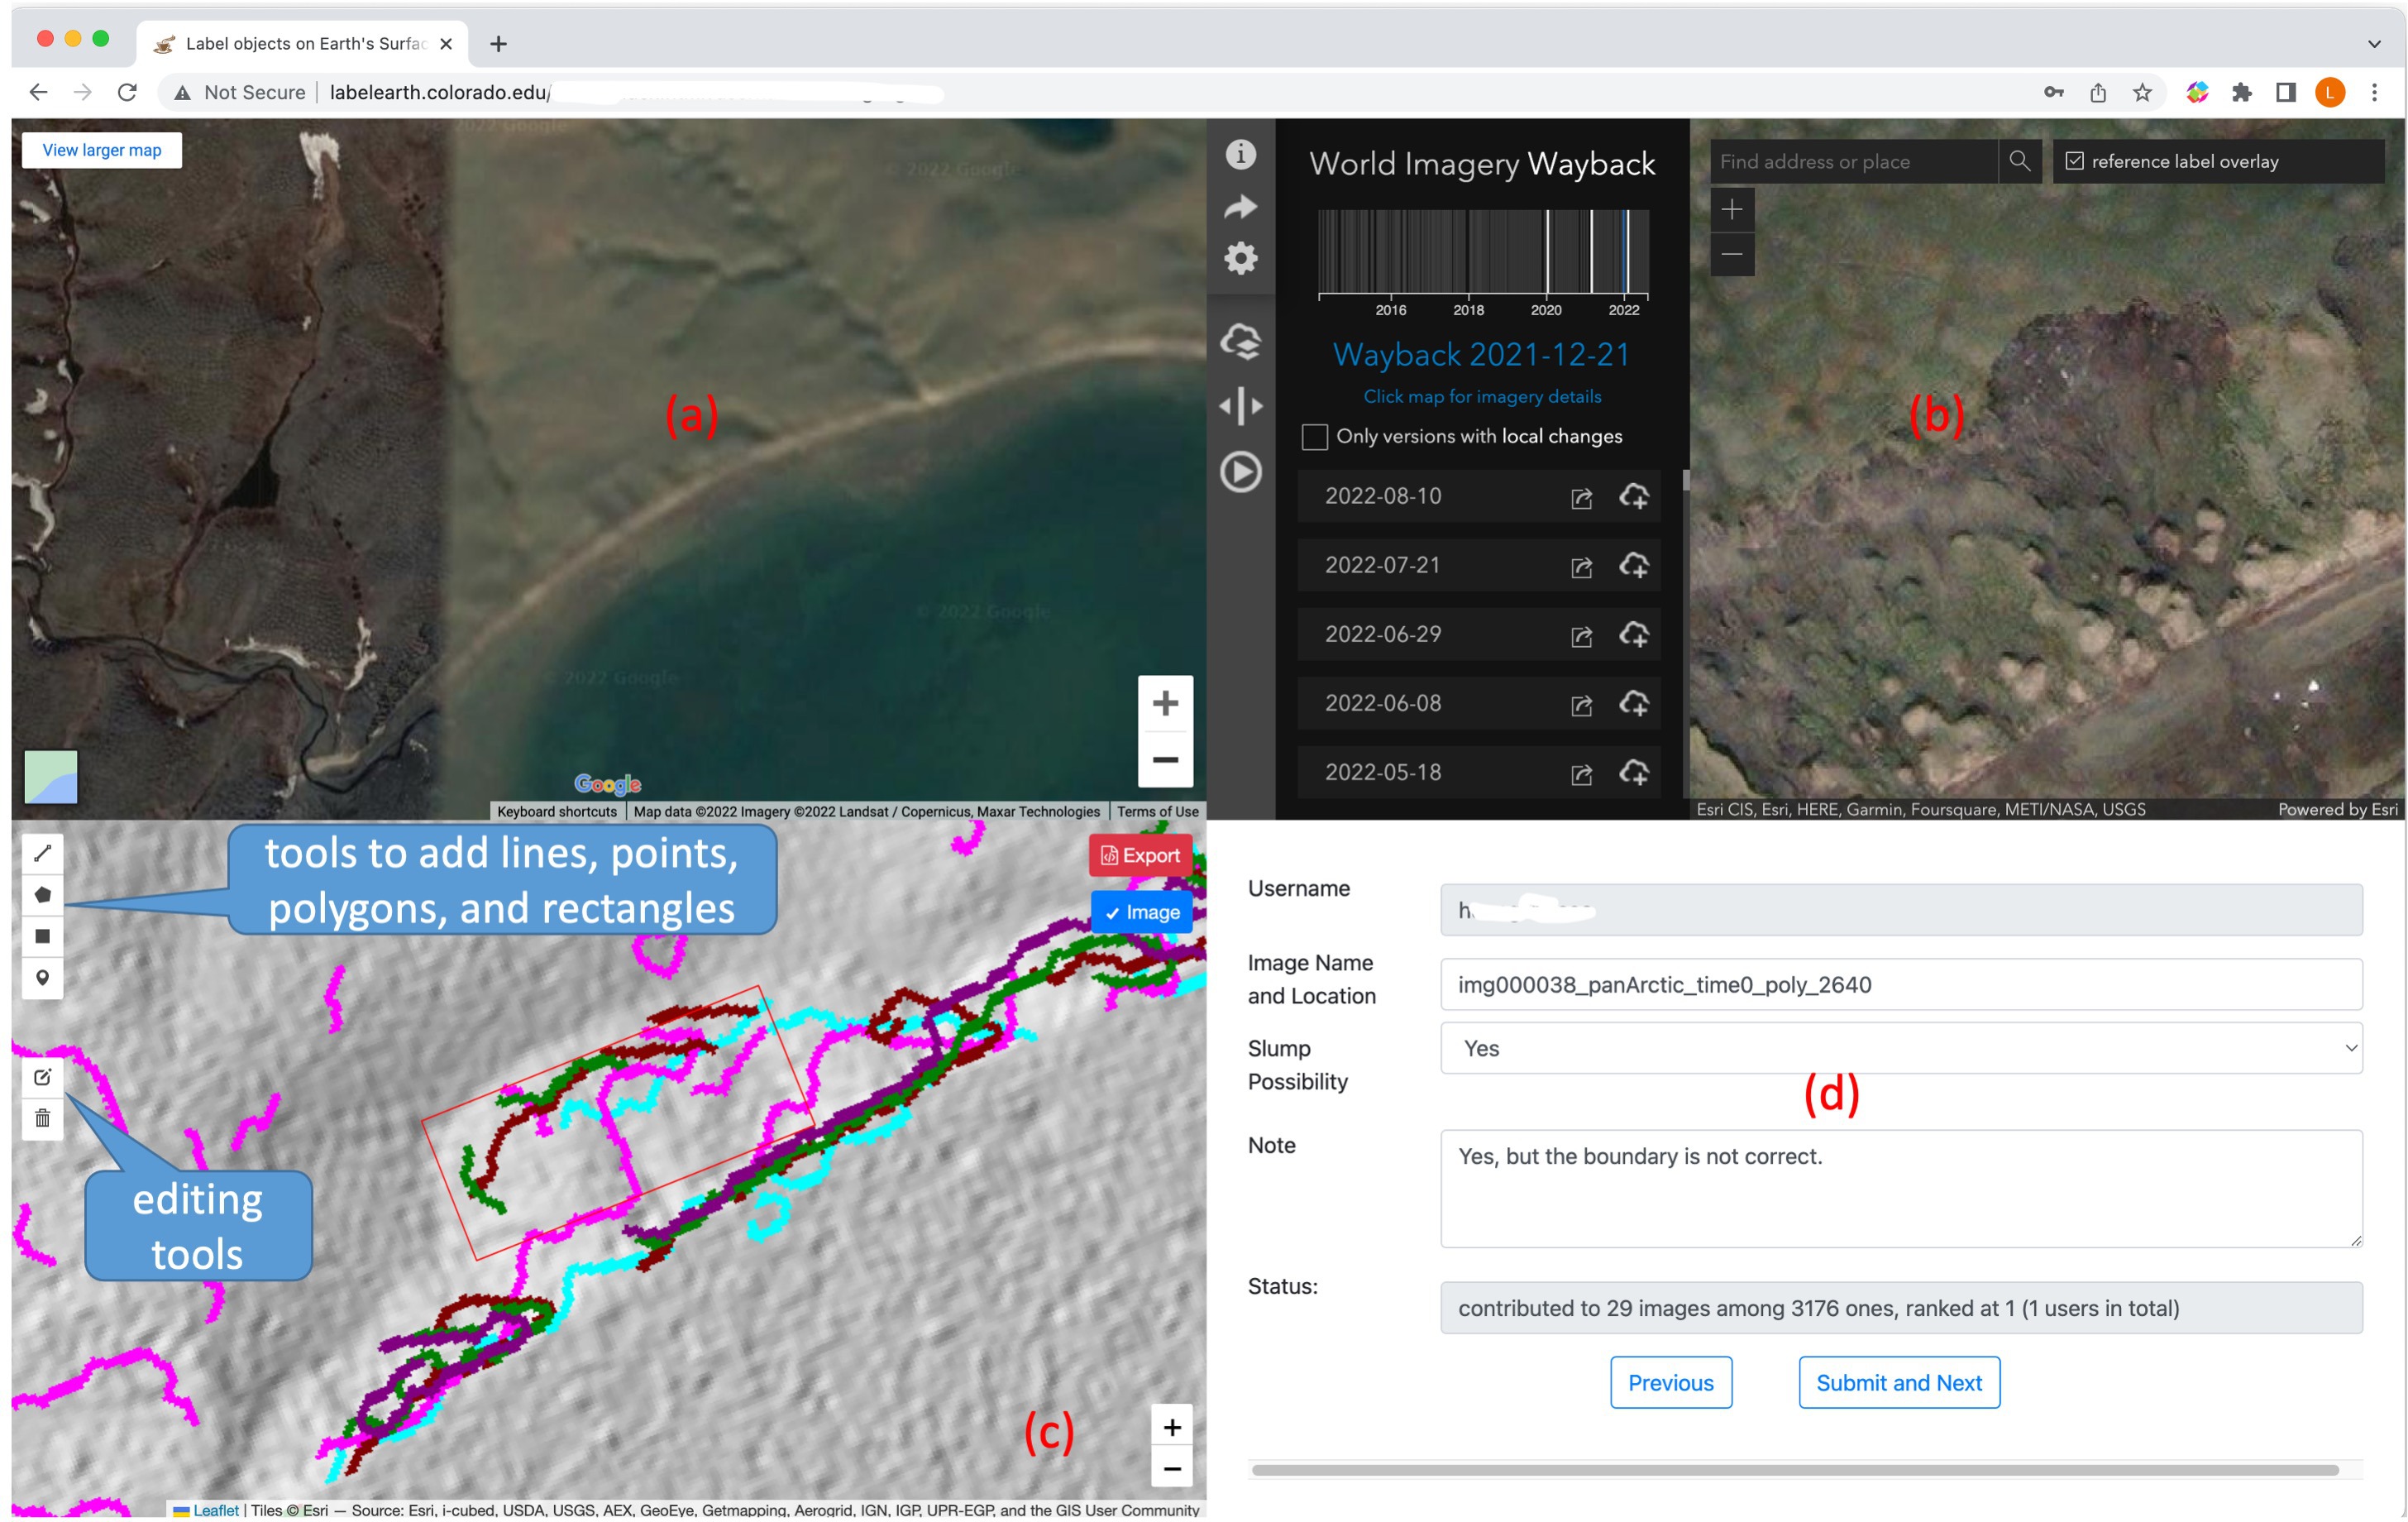 Label objects on Earth's Surfac
Not Secure
labelearth.colorado.edu/
L
View larger map
2022 Google
© 2022 Google
(a)
© 2022 Google
2022 Google
Google
Keyboard shortcuts
Map data ©2022 Imagery ©2022 Landsat / Copernicus, Maxar Technologies
Terms of Use
World Imagery Wayback
2016 2018 2020 2022
Wayback 2021-12-21
Click map for imagery details
Only versions with local changes
2022-08-10
2022-07-21
2022-06-29
2022-06-08
2022-05-18
Find address or place
reference label overlay
(b)
Esri CIS, Esri, HERE, Garmin, Foursquare, METI/NASA, USGS
Powered by Esri
tools to add lines, points,
polygons, and rectangles
Export
Image
editing
tools
(c)
Leaflet | Tiles © Esri — Source: Esri, i-cubed, USDA, USGS, AEX, GeoEye, Getmapping, Aerogrid, IGN, IGP, UPR-EGP, and the GIS User Community
Username
Image Name
and Location
img000038_panArctic_time0_poly_2640
Slump
Possibility
Yes
(d)
Note
Yes, but the boundary is not correct.
Status:
contributed to 29 images among 3176 ones, ranked at 1 (1 users in total)
Previous
Submit and Next